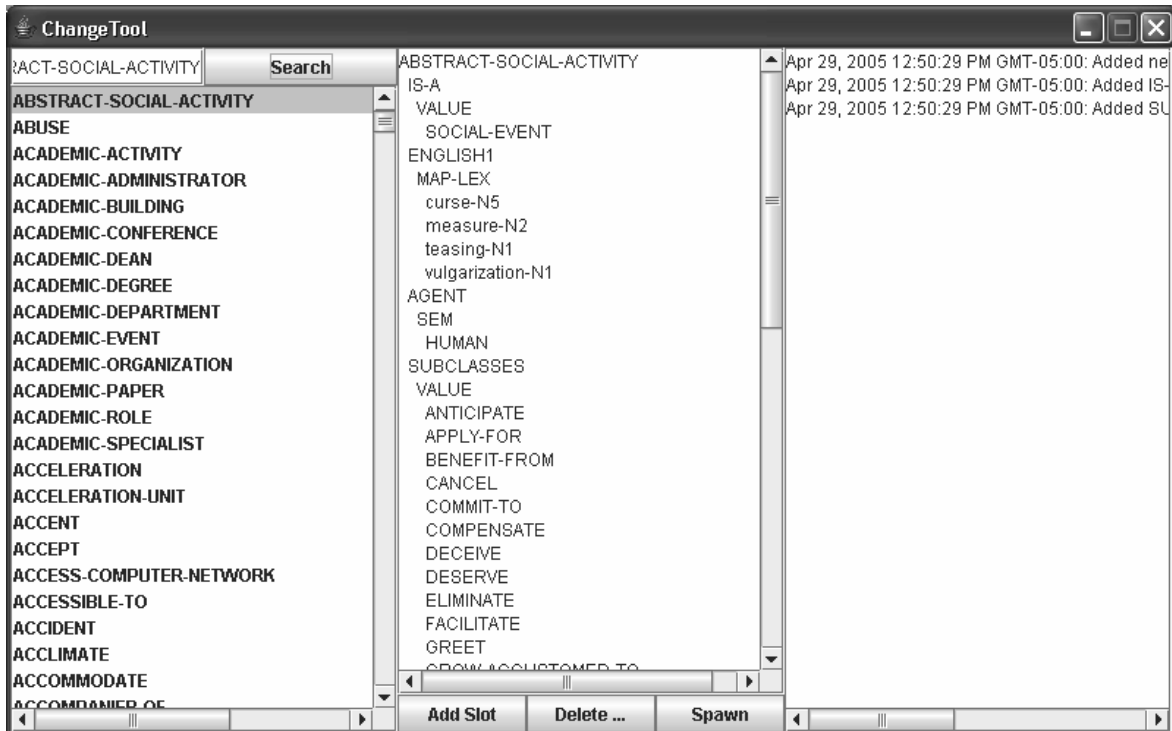 ChangeTool
RACT-SOCIAL-ACTIVITY
Search
ABSTRACT-SOCIAL-ACTIVITY
ABUSE
ACADEMIC-ACTIVITY
ACADEMIC-ADMINISTRATOR
ACADEMIC-BUILDING
ACADEMIC-CONFERENCE
ACADEMIC-DEAN
ACADEMIC-DEGREE
ACADEMIC-DEPARTMENT
ACADEMIC-EVENT
ACADEMIC-ORGANIZATION
ACADEMIC-PAPER
ACADEMIC-ROLE
ACADEMIC-SPECIALIST
ACCELERATION
ACCELERATION-UNIT
ACCENT
ACCEPT
ACCESS-COMPUTER-NETWORK
ACCESSIBLE-TO
ACCIDENT
ACCLIMATE
ACCOMMODATE
ACCOMPANIER-OF
ABSTRACT-SOCIAL-ACTIVITY
IS-A
VALUE
SOCIAL-EVENT
ENGLISH1
MAP-LEX
curse-N5
measure-N2
teasing-N1
vulgarization-N1
AGENT
SEM
HUMAN
SUBCLASSES
VALUE
ANTICIPATE
APPLY-FOR
BENEFIT-FROM
CANCEL
COMMIT-TO
COMPENSATE
DECEIVE
DESERVE
ELIMINATE
FACILITATE
GREET
GROW-ACCUSTOMED-TO
Add Slot
Delete ...
Spawn
Apr 29, 2005 12:50:29 PM GMT-05:00: Added ne
Apr 29, 2005 12:50:29 PM GMT-05:00: Added IS-
Apr 29, 2005 12:50:29 PM GMT-05:00: Added SU